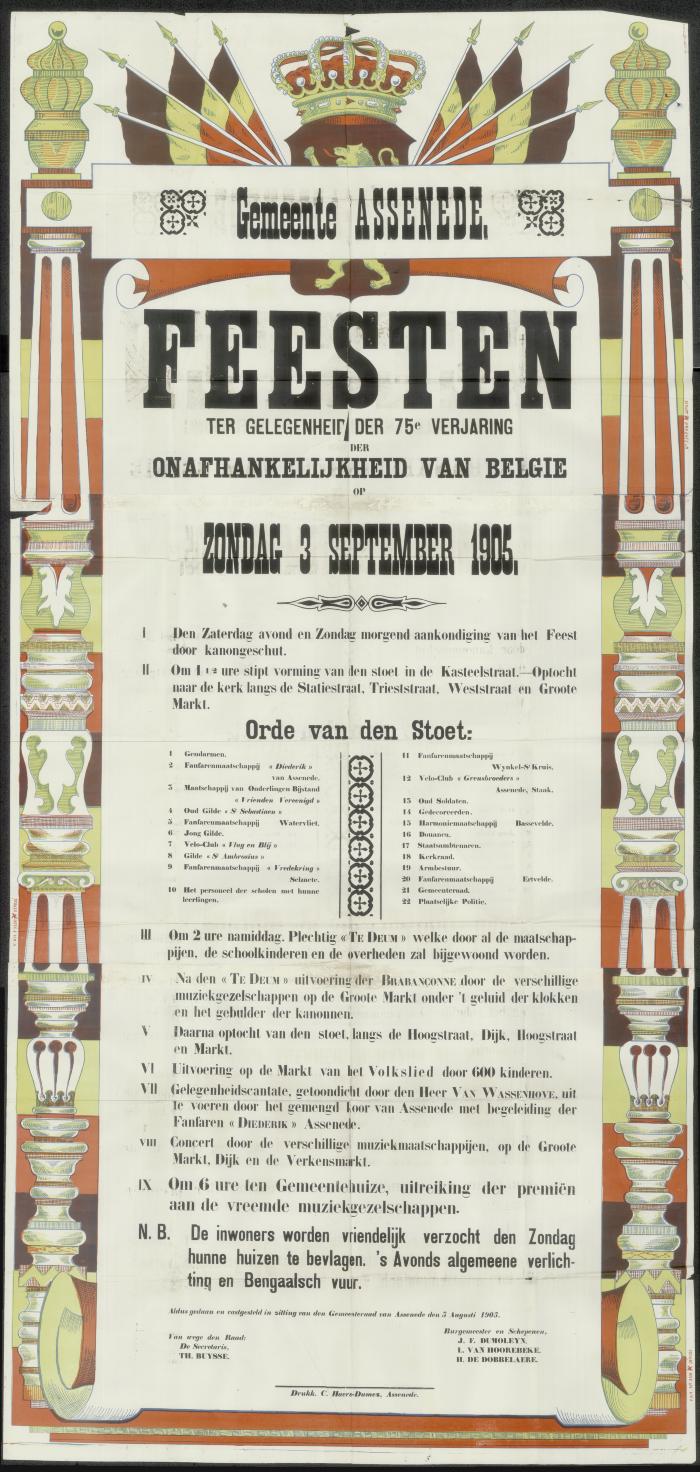 Gemeente ASSENEDE.
FEESTEN
TER GELEGENHEID DER 75e VERJARING
DER
ONAFHANKELIJKHEID VAN BELGIE
OP
ZONDAG 3 SEPTEMBER 1905.
I Den Zaterdag avond en Zondag morgend aankondiging van het Feest
door kanongeschut.
II Om 1 1/2 ure stipt vorming van den stoet in de Kasteelstraat.—Optocht
naar de kerk langs de Statiestraat, Trieststraat, Weststraat en Groote
Markt.
Orde van den Stoet:
1 Gendarmen.
2 Fanfarenmaatschappij « Diederik »
van Assenede.
3 Maatschappij van Onderlingen Bijstand
« Vrienden Vereenigd »
4 Oud Gilde « St Sebastiaen »
5 Fanfarenmaatschappij Watervliet.
6 Jong Gilde.
7 Velo-Club « Vlug en Blij »
8 Gilde « St Ambrosius »
9 Fanfarenmaatschappij « Vredekring »
Selzaete.
10 Het personeel der scholen met hunne
leerlingen.
11 Fanfarenmaatschappij
Wynkel-St Kruis.
12 Velo-Club « Grensbroeders »
Assenede, Staak.
13 Oud Soldaten.
14 Gedecoreerden.
15 Harmoniemaatschappij Bassevelde.
16 Douanen.
17 Staatsambtenaren.
18 Kerkraad.
19 Armbestuur.
20 Fanfarenmaatschappij Ertvelde.
21 Gemeenteraad.
22 Plaatselijke Politie.
III Om 2 ure namiddag. Plechtig « TE DEUM » welke door al de maatschap-
pijen, de schoolkinderen en de overheden zal bijgewoond worden.
IV Na den « TE DEUM » uitvoering der BRABANÇONNE door de verschillige
muziekgezelschappen op de Groote Markt onder 't geluid der klokken
en het gebulder der kanonnen.
V Daarna optocht van den stoet, langs de Hoogstraat, Dijk, Hoogstraat
en Markt.
VI Uitvoering op de Markt van het Volkslied door 600 kinderen.
VII Gelegenheidscantate, getoondicht door den Heer VAN WASSENHOVE, uit
te voeren door het gemengd koor van Assenede met begeleiding der
Fanfaren « DIEDERIK » Assenede.
VIII Concert door de verschillige muziekmaatschappijen, op de Groote
Markt, Dijk en de Verkensmarkt.
IX Om 6 ure ten Gemeentehuize, uitreiking der premiën
aan de vreemde muziekgezelschappen.
N. B. De inwoners worden vriendelijk verzocht den Zondag
hunne huizen te bevlagen. 's Avonds algemeene verlich-
ting en Bengaalsch vuur.
Aldus gedaan en vastgesteld in zitting van den Gemeenteraad van Assenede den 5 Augusti 1905.
Van wege den Raad:
De Secretaris,
TH. BUYSSE.
Burgemeester en Schepenen,
J. F. DUMOLEYN.
L. VAN HOOREBEKE.
H. DE DOBBELAERE.
Drukk. C. Haers-Dumez, Assenede.